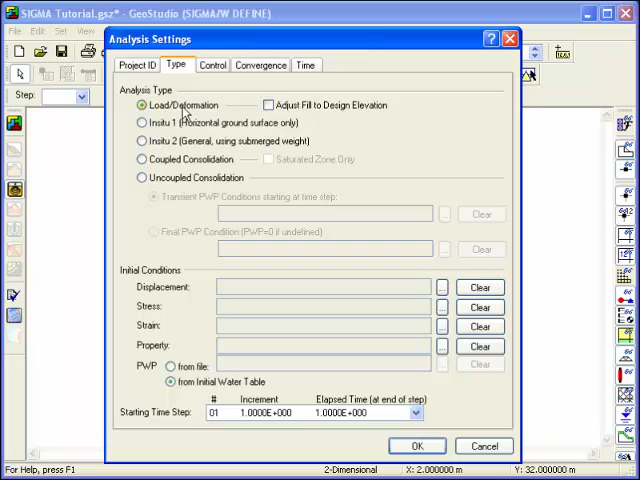 SIGMA Tutorial.gsz* - GeoStudio (SIGMA/W DEFINE)
File Edit Set View
Step:
Analysis Settings
Project ID Type Control Convergence Time
Analysis Type
Load/Deformation Adjust Fill to Design Elevation
Insitu 1 (Horizontal ground surface only)
Insitu 2 (General, using submerged weight)
Coupled Consolidation Saturated Zone Only
Uncoupled Consolidation
Transient PWP Conditions starting at time step:
... Clear
Final PWP Condition (PWP=0 if undefined)
... Clear
Initial Conditions
Displacement: ... Clear
Stress: ... Clear
Strain: ... Clear
Property: ... Clear
PWP from file: ... Clear
from Initial Water Table
# Increment Elapsed Time (at end of step)
Starting Time Step: 01 1.0000E+000 1.0000E+000
OK Cancel
For Help, press F1 2-Dimensional X: 2.000000 m Y: 32.000000 m